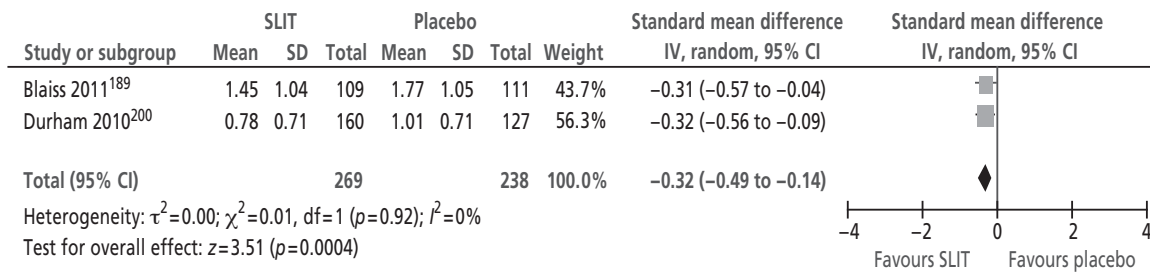 SLIT Placebo Standard mean difference Standard mean difference
Study or subgroup Mean SD Total Mean SD Total Weight IV, random, 95% CI IV, random, 95% CI
Blaiss 2011¹⁸⁹ 1.45 1.04 109 1.77 1.05 111 43.7% −0.31 (−0.57 to −0.04)
Durham 2010²⁰⁰ 0.78 0.71 160 1.01 0.71 127 56.3% −0.32 (−0.56 to −0.09)
Total (95% CI) 269 238 100.0% −0.32 (−0.49 to −0.14)
Heterogeneity: τ²=0.00; χ²=0.01, df=1 (p=0.92); I²=0%
Test for overall effect: z=3.51 (p=0.0004)
−4 −2 0 2 4
Favours SLIT Favours placebo